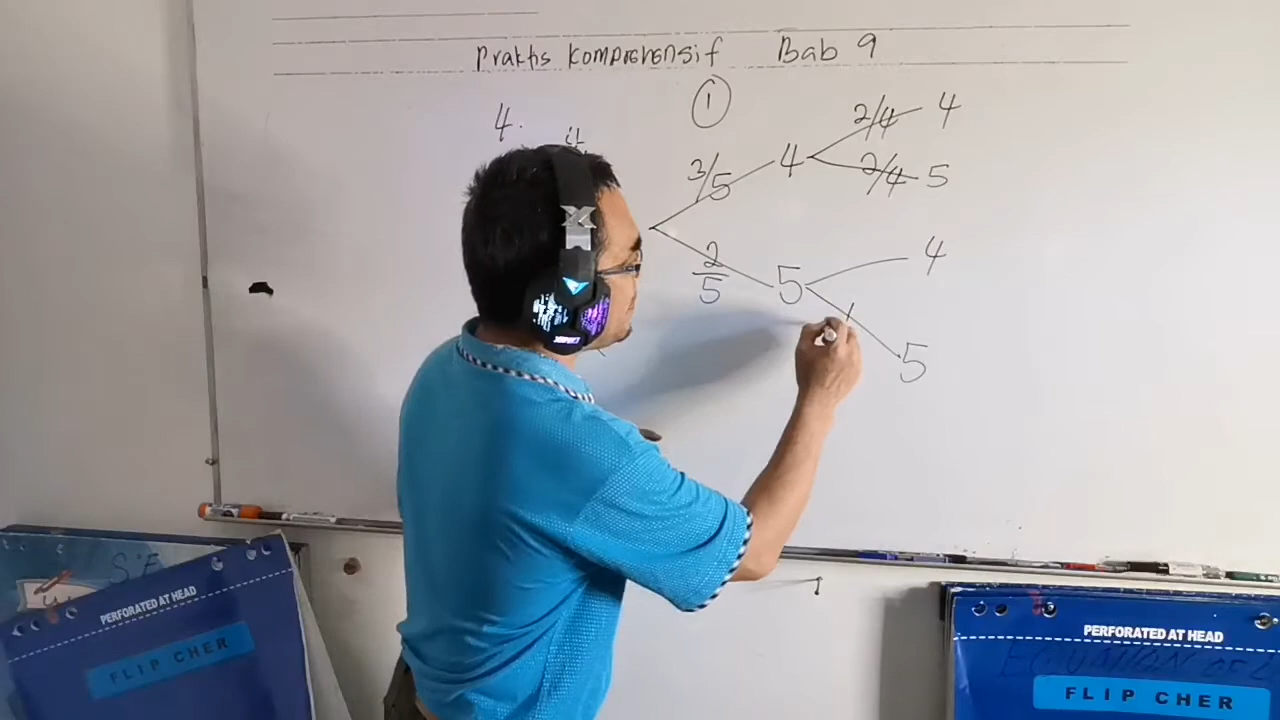 Praktis Komprehensif Bab 9
4.
1
3/5 4 2/4 4
2/4 5
2/5 5 4
1 5
PERFORATED AT HEAD
FLIP CHER
PERFORATED AT HEAD
FLIP CHER